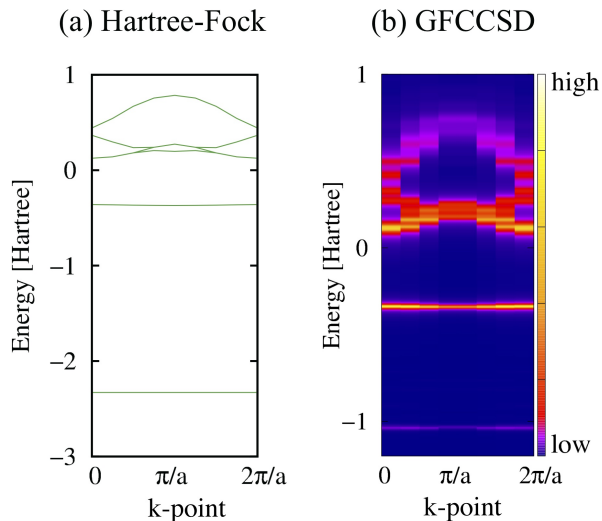 (a) Hartree-Fock
(b) GFCCSD
1
0
−1
−2
−3
Energy [Hartree]
0
π/a
2π/a
k-point
1
0
−1
Energy [Hartree]
0
π/a
2π/a
k-point
high
low